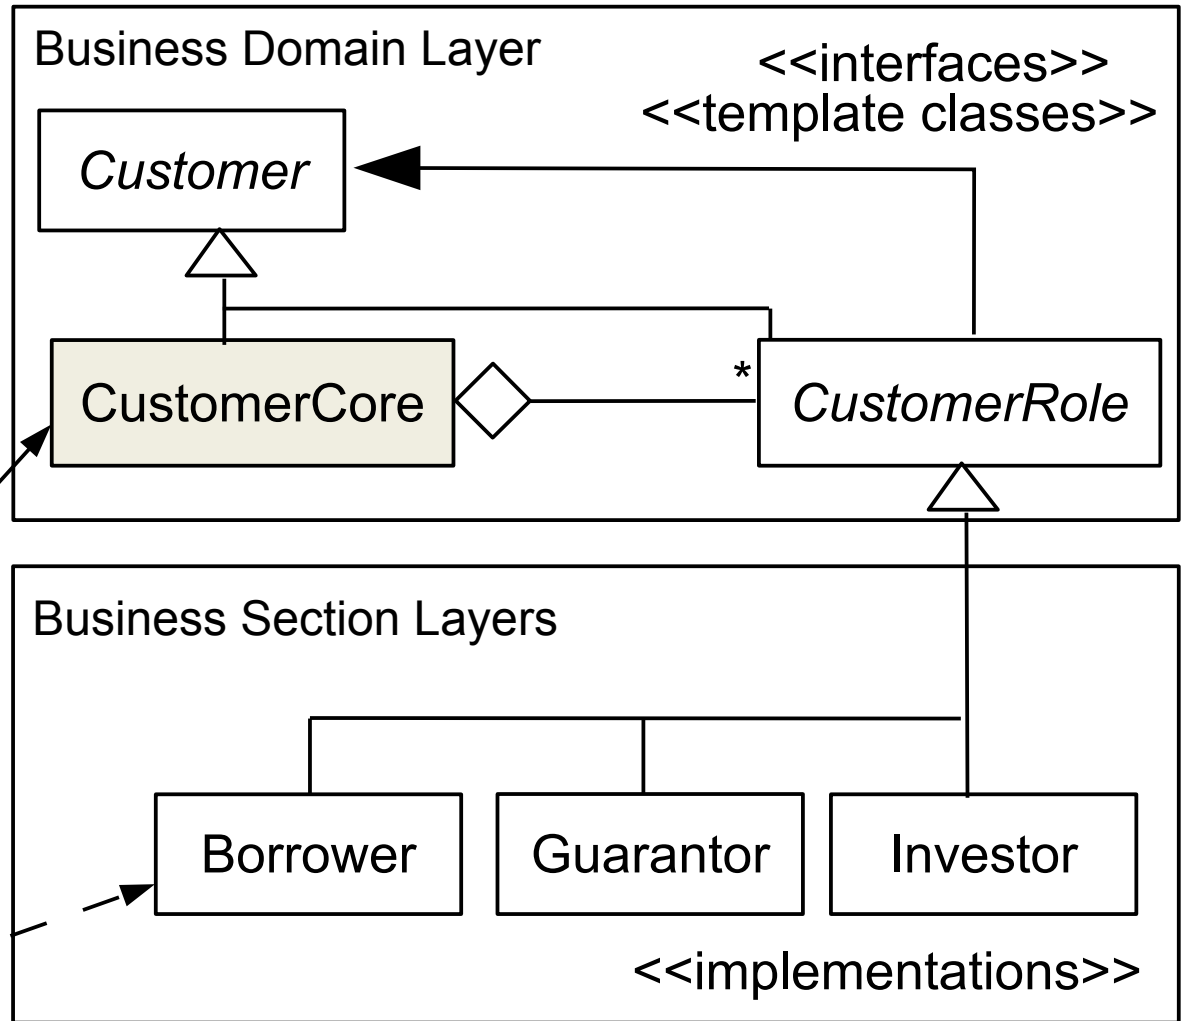 Business Domain Layer
<<interfaces>>
<<template classes>>
Customer
CustomerCore
*
CustomerRole
Business Section Layers
Borrower
Guarantor
Investor
<<implementations>>